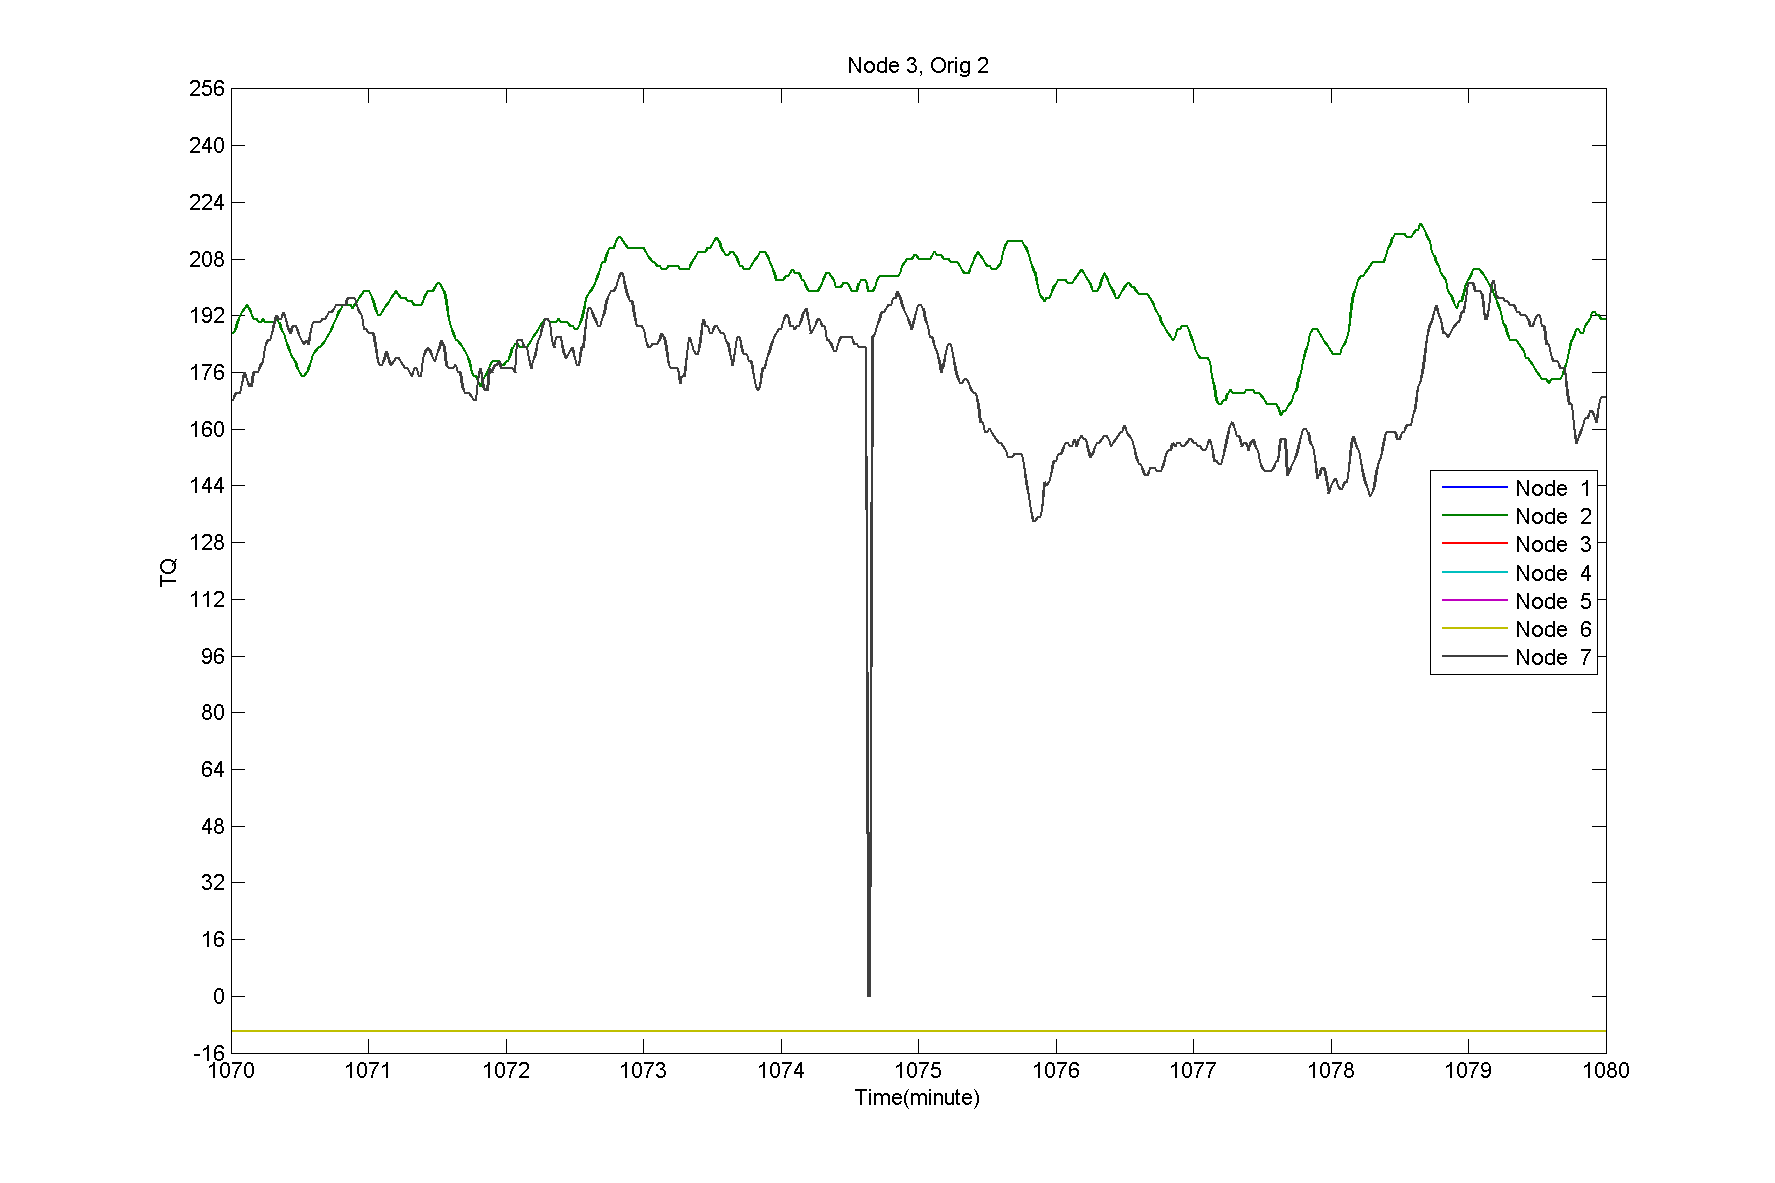 Node 3, Orig 2
256
240
224
208
192
176
160
144
128
112
96
80
64
48
32
16
0
-16
TQ
Node 1
Node 2
Node 3
Node 4
Node 5
Node 6
Node 7
1070 1071 1072 1073 1074 1075 1076 1077 1078 1079 1080
Time(minute)